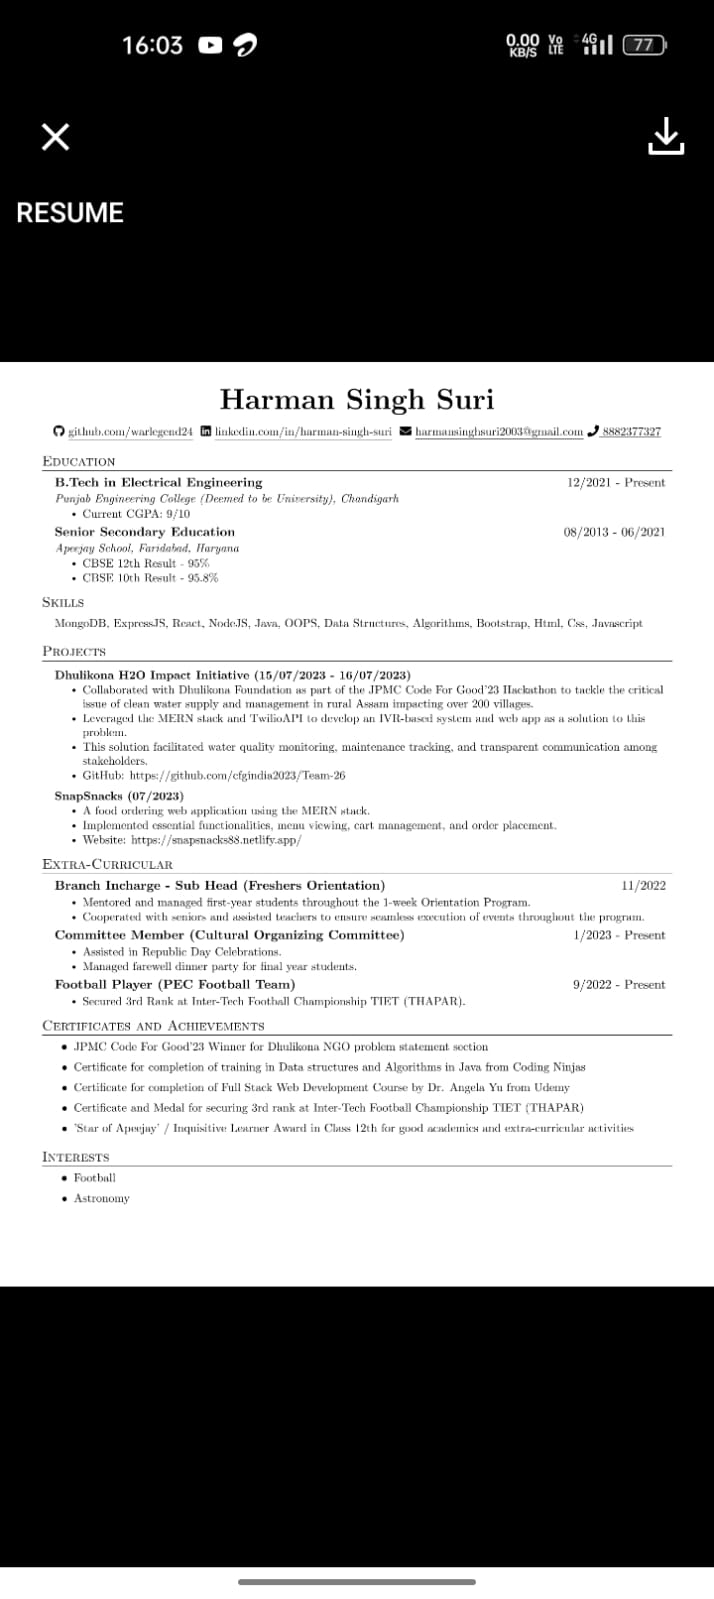 16:03
0.00 KB/S Vo LTE 4G 77
RESUME
Harman Singh Suri
github.com/warlegend24 linkedin.com/in/harman-singh-suri harmansinghsuri2003@gmail.com 8882377327
Education
B.Tech in Electrical Engineering 12/2021 - Present
Punjab Engineering College (Deemed to be University), Chandigarh
• Current CGPA: 9/10
Senior Secondary Education 08/2013 - 06/2021
Apeejay School, Faridabad, Haryana
• CBSE 12th Result - 95%
• CBSE 10th Result - 95.8%
Skills
MongoDB, ExpressJS, React, NodeJS, Java, OOPS, Data Structures, Algorithms, Bootstrap, Html, Css, Javascript
Projects
Dhulikona H2O Impact Initiative (15/07/2023 - 16/07/2023)
• Collaborated with Dhulikona Foundation as part of the JPMC Code For Good'23 Hackathon to tackle the critical
issue of clean water supply and management in rural Assam impacting over 200 villages.
• Leveraged the MERN stack and TwilioAPI to develop an IVR-based system and web app as a solution to this
problem.
• This solution facilitated water quality monitoring, maintenance tracking, and transparent communication among
stakeholders.
• GitHub: https://github.com/cfgindia2023/Team-26
SnapSnacks (07/2023)
• A food ordering web application using the MERN stack.
• Implemented essential functionalities, menu viewing, cart management, and order placement.
• Website: https://snapsnacks88.netlify.app/
Extra-Curricular
Branch Incharge - Sub Head (Freshers Orientation) 11/2022
• Mentored and managed first-year students throughout the 1-week Orientation Program.
• Cooperated with seniors and assisted teachers to ensure seamless execution of events throughout the program.
Committee Member (Cultural Organizing Committee) 1/2023 - Present
• Assisted in Republic Day Celebrations.
• Managed farewell dinner party for final year students.
Football Player (PEC Football Team) 9/2022 - Present
• Secured 3rd Rank at Inter-Tech Football Championship TIET (THAPAR).
Certificates and Achievements
• JPMC Code For Good'23 Winner for Dhulikona NGO problem statement section
• Certificate for completion of training in Data structures and Algorithms in Java from Coding Ninjas
• Certificate for completion of Full Stack Web Development Course by Dr. Angela Yu from Udemy
• Certificate and Medal for securing 3rd rank at Inter-Tech Football Championship TIET (THAPAR)
• 'Star of Apeejay' / Inquisitive Learner Award in Class 12th for good academics and extra-curricular activities
Interests
• Football
• Astronomy